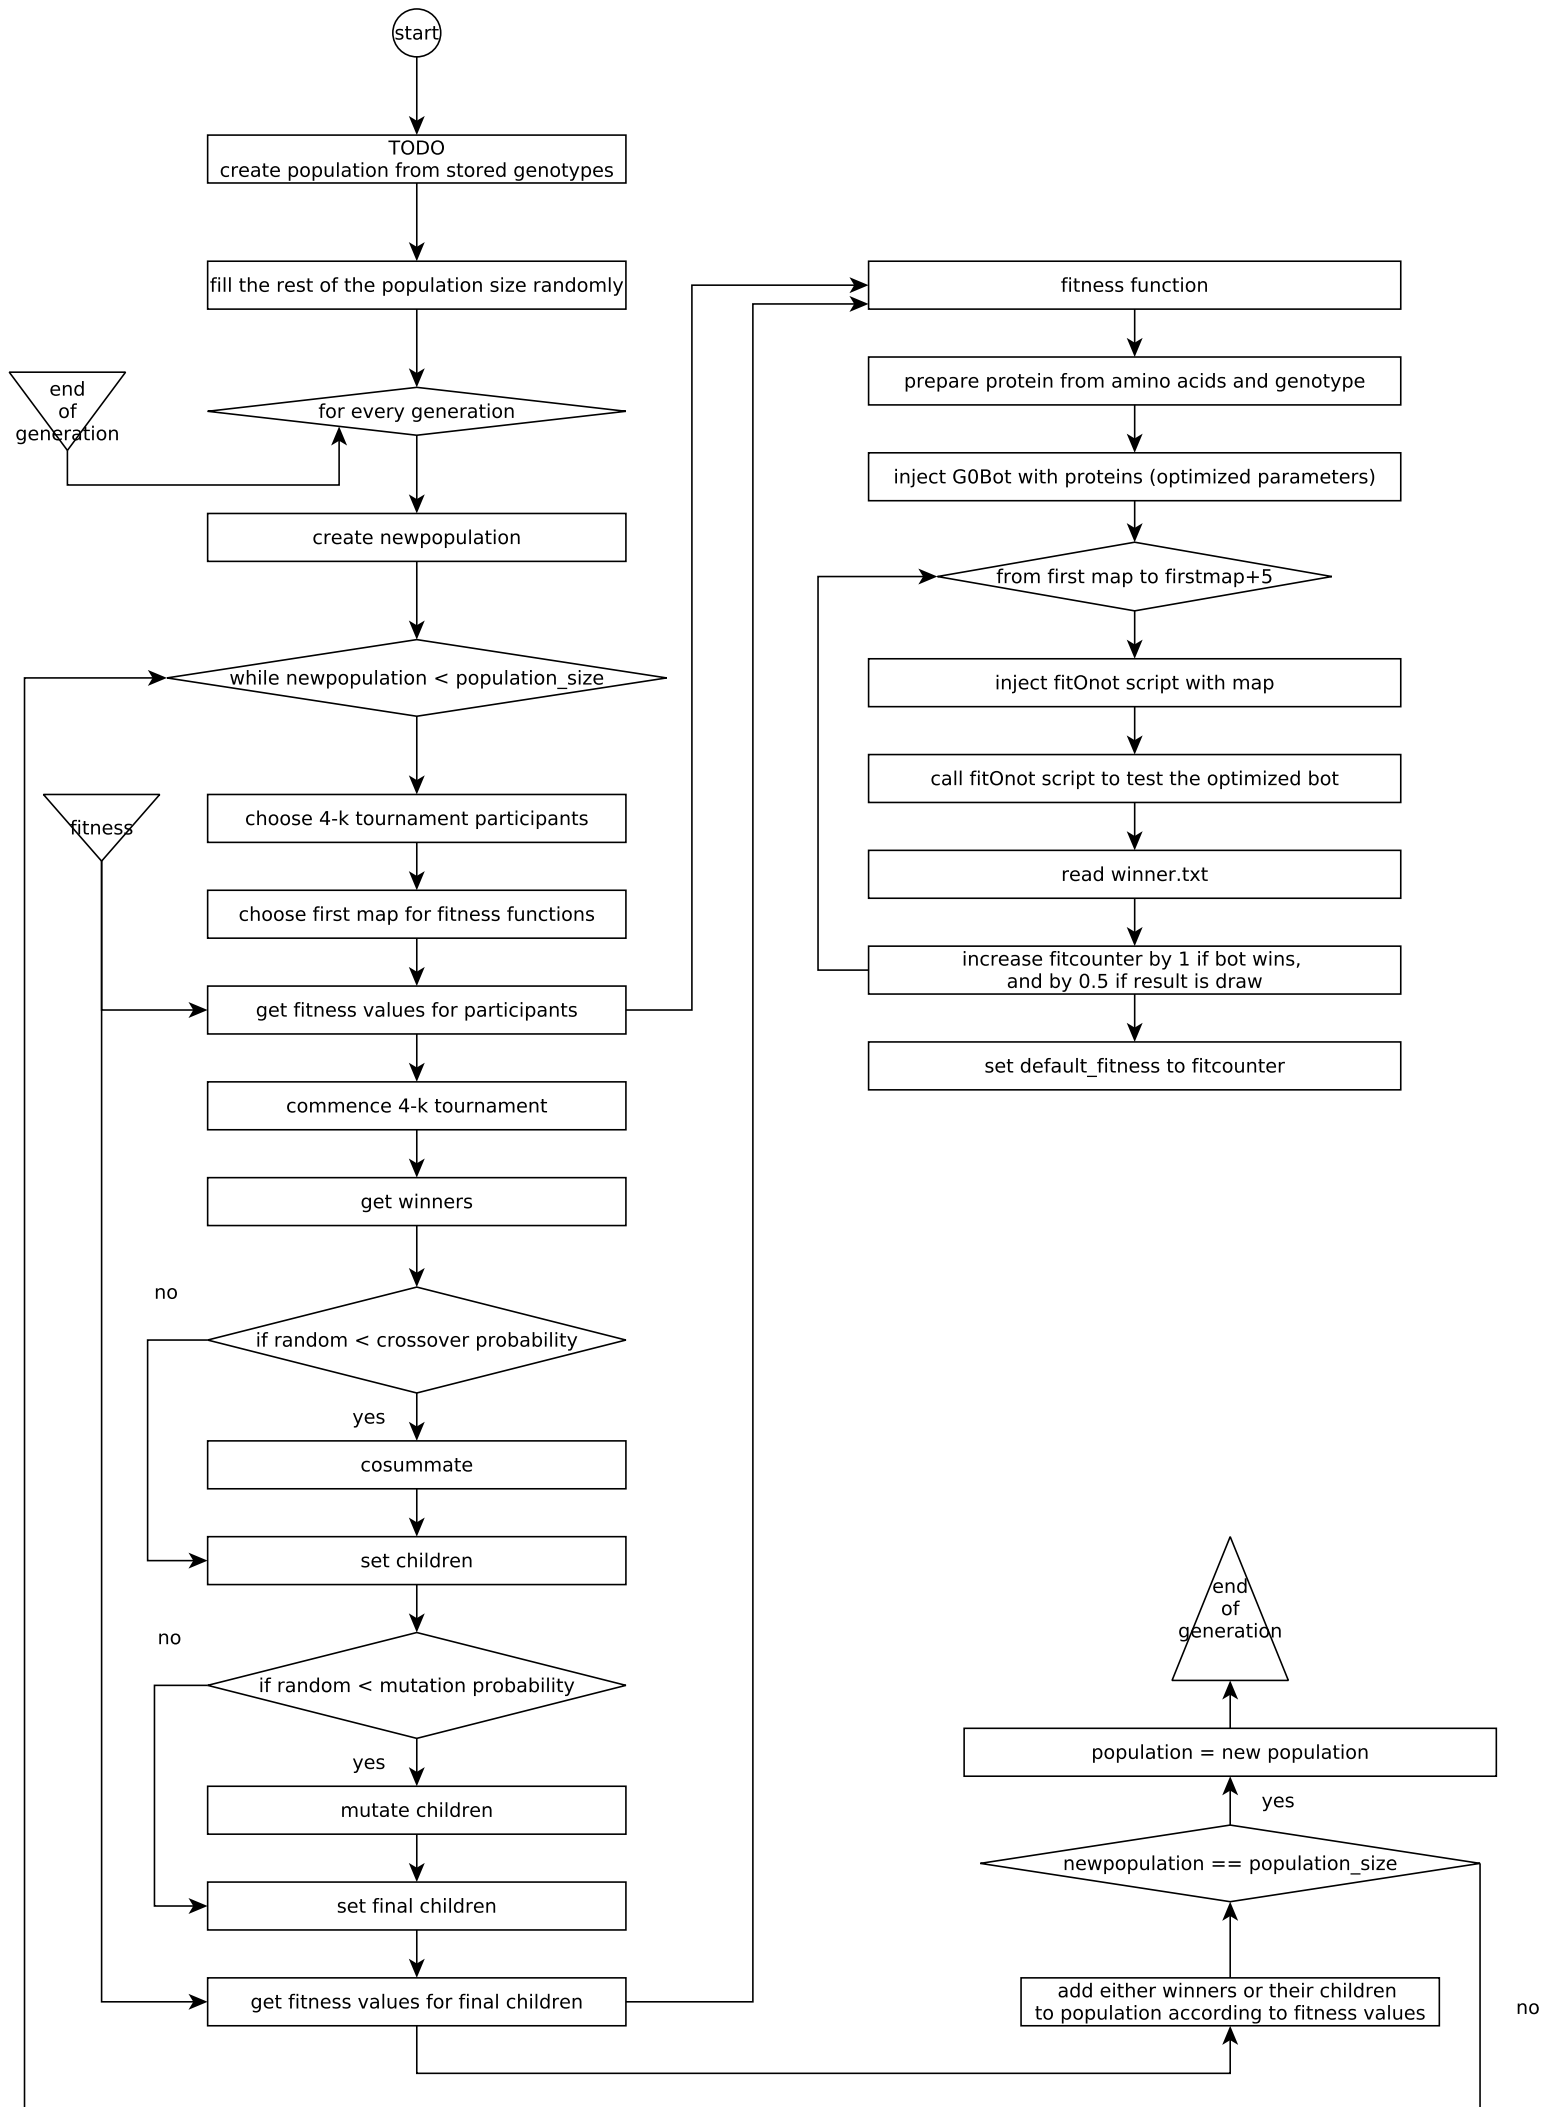 start
TODO
create population from stored genotypes
fill the rest of the population size randomly
end
of
generation
for every generation
create newpopulation
while newpopulation < population_size
choose 4-k tournament participants
fitness
choose first map for fitness functions
get fitness values for participants
commence 4-k tournament
get winners
no
if random < crossover probability
yes
cosummate
set children
no
if random < mutation probability
yes
mutate children
set final children
get fitness values for final children
fitness function
prepare protein from amino acids and genotype
inject G0Bot with proteins (optimized parameters)
from first map to firstmap+5
inject fitOnot script with map
call fitOnot script to test the optimized bot
read winner.txt
increase fitcounter by 1 if bot wins,
and by 0.5 if result is draw
set default_fitness to fitcounter
end
of
generation
population = new population
yes
newpopulation == population_size
add either winners or their children
to population according to fitness values
no